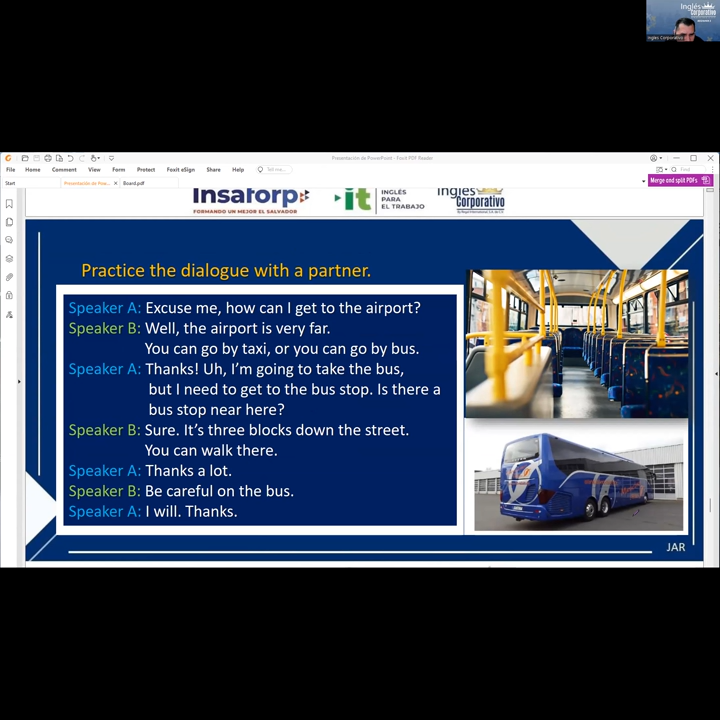 Inglés
Corporativo
Ingles Corporativo
Presentación de PowerPoint - Foxit PDF Reader
File Home Comment View Form Protect Foxit eSign Share Help Tell me... Find
Start Presentación de Pow... Board.pdf Merge and split PDFs
Insaforp
FORMANDO UN MEJOR EL SALVADOR
it
INGLÉS
PARA
EL TRABAJO
Inglés
Corporativo
Practice the dialogue with a partner.
Speaker A: Excuse me, how can I get to the airport?
Speaker B: Well, the airport is very far.
You can go by taxi, or you can go by bus.
Speaker A: Thanks! Uh, I'm going to take the bus,
but I need to get to the bus stop. Is there a
bus stop near here?
Speaker B: Sure. It's three blocks down the street.
You can walk there.
Speaker A: Thanks a lot.
Speaker B: Be careful on the bus.
Speaker A: I will. Thanks.
JAR